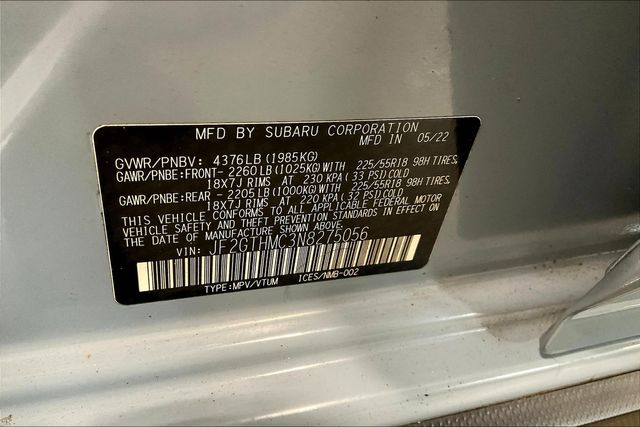 MFD BY SUBARU CORPORATION
- MFD IN 05/22
GVWR/PNBV: 4376LB (1985KG)
GAWR/PNBE:FRONT- 2260LB (1025KG)WITH 225/55R18 98H TIRES,
18X7J RIMS AT 230 KPA (33 PSI)COLD
GAWR/PNBE:REAR - 2205LB (1000KG)WITH 225/55R18 98H TIRES,
18X7J RIMS AT 220 KPA (32 PSI)COLD
THIS VEHICLE CONFORMS TO ALL APPLICABLE FEDERAL MOTOR
VEHICLE SAFETY AND THEFT PREVENTION STANDARDS IN EFFECT ON
THE DATE OF MANUFACTURE SHOWN ABOVE
VIN: JF2GTHMC3N8275056
TYPE:MPV/VTUM ICES/NMB-002